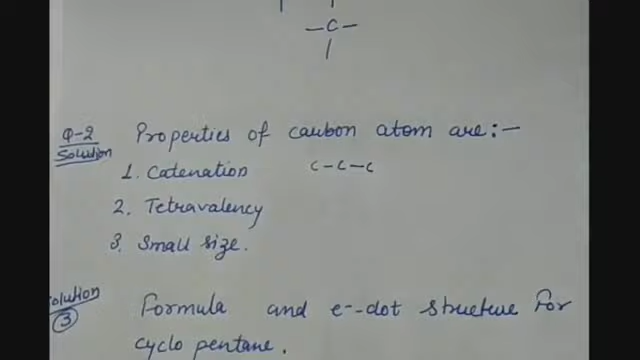 -C-
Q-2
Solution
Properties of carbon atom are:-
1. Catenation C-C-C
2. Tetravalency
3. Small size.
Solution
3
Formula and e--dot structure for
cyclo pentane.